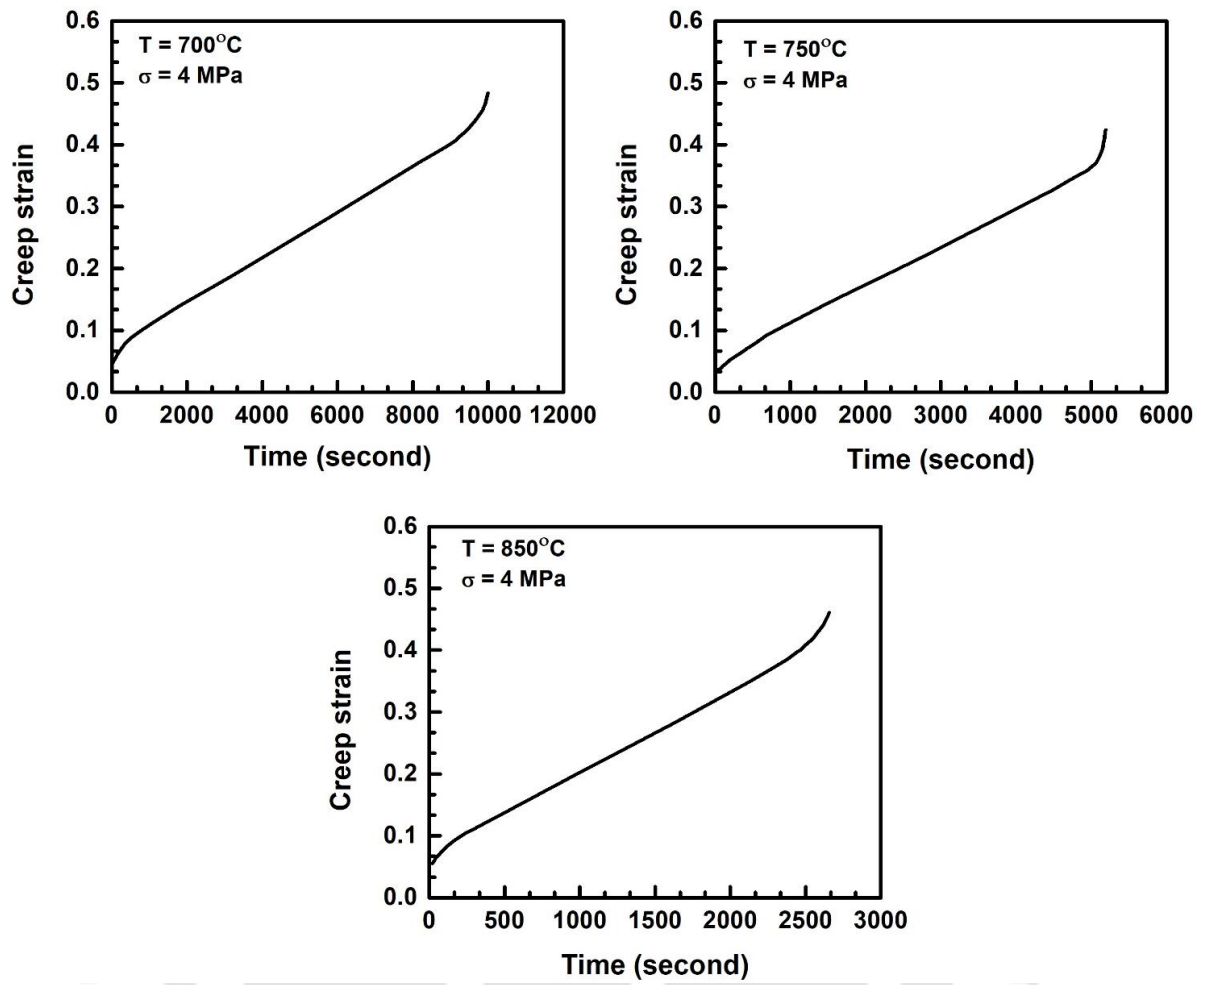 T = 700°C
σ = 4 MPa
0.6
0.5
0.4
0.3
0.2
0.1
0.0
Creep strain
0 2000 4000 6000 8000 10000 12000
Time (second)
T = 750°C
σ = 4 MPa
0.6
0.5
0.4
0.3
0.2
0.1
0.0
Creep strain
0 1000 2000 3000 4000 5000 6000
Time (second)
T = 850°C
σ = 4 MPa
0.6
0.5
0.4
0.3
0.2
0.1
0.0
Creep strain
0 500 1000 1500 2000 2500 3000
Time (second)